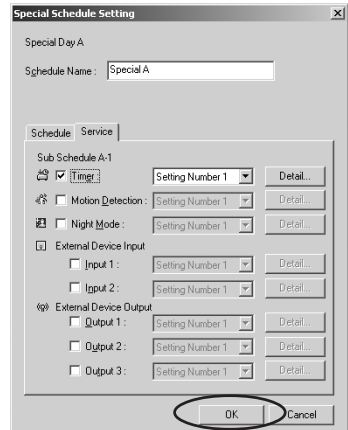 Special Schedule Setting
Special Day A
Schedule Name : Special A
Schedule Service
Sub Schedule A-1
Timer : Setting Number 1 Detail...
Motion Detection : Setting Number 1 Detail...
Night Mode : Setting Number 1 Detail...
External Device Input
Input 1 : Setting Number 1 Detail...
Input 2 : Setting Number 1 Detail...
External Device Output
Output 1 : Setting Number 1 Detail...
Output 2 : Setting Number 1 Detail...
Output 3 : Setting Number 1 Detail...
OK Cancel